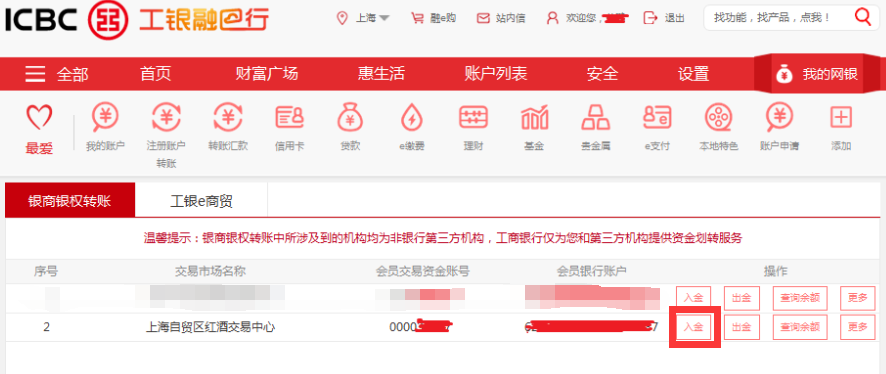 ICBC 工银融e行 上海 融e购 站内信 欢迎您, 退出 找功能,找产品,点我!
全部 首页 财富广场 惠生活 账户列表 安全 设置 我的网银
最爱 我的账户 注册账户 转账汇款 信用卡 贷款 e缴费 理财 基金 贵金属 e支付 本地特色 账户申请 添加
转账
银商银权转账 工银e商贸
温馨提示:银商银权转账中所涉及到的机构均为非银行第三方机构,工商银行仅为您和第三方机构提供资金划转服务
序号 交易市场名称 会员交易资金账号 会员银行账户 操作
入金 出金 查询余额 更多
2 上海自贸区红酒交易中心 0000 37 入金 出金 查询余额 更多